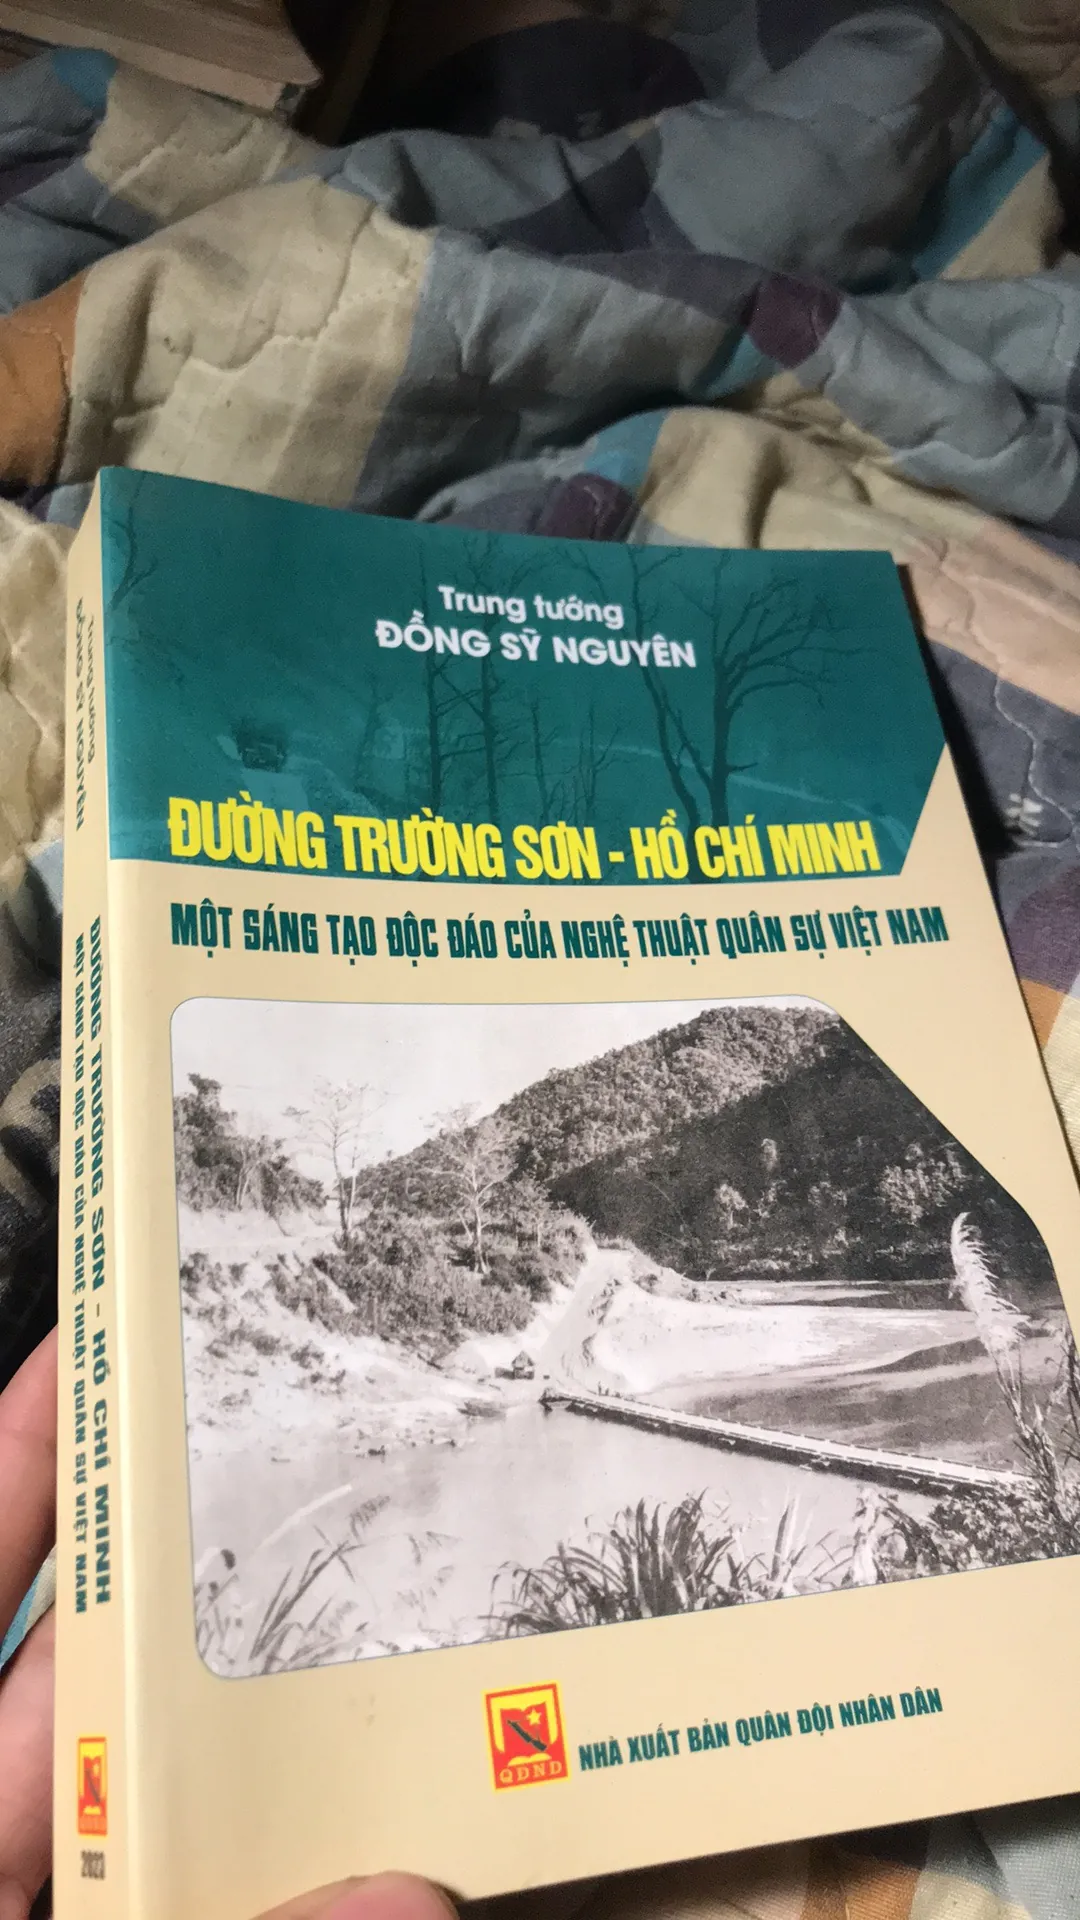 Trung tướng
ĐỒNG SỸ NGUYÊN
ĐƯỜNG TRƯỜNG SƠN - HỒ CHÍ MINH
MỘT SÁNG TẠO ĐỘC ĐÁO CỦA NGHỆ THUẬT QUÂN SỰ VIỆT NAM
QĐND
NHÀ XUẤT BẢN QUÂN ĐỘI NHÂN DÂN
Trung tướng
ĐỒNG SỸ NGUYÊN
ĐƯỜNG TRƯỜNG SƠN - HỒ CHÍ MINH
MỘT SÁNG TẠO ĐỘC ĐÁO CỦA NGHỆ THUẬT QUÂN SỰ VIỆT NAM
QĐND
2023